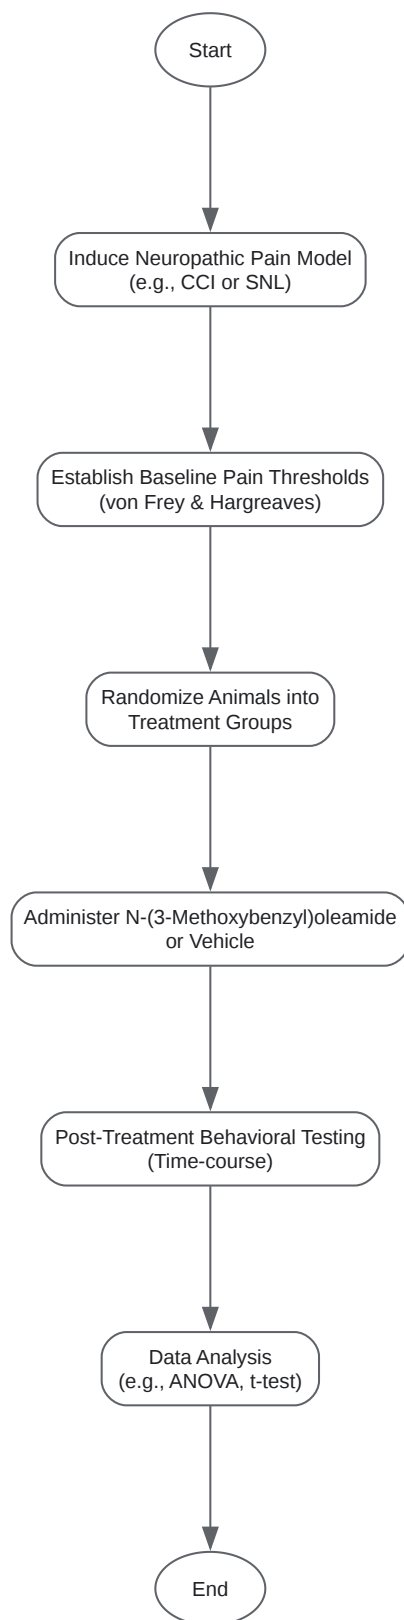 Start
Induce Neuropathic Pain Model
(e.g., CCI or SNL)
Establish Baseline Pain Thresholds
(von Frey & Hargreaves)
Randomize Animals into
Treatment Groups
Administer N-(3-Methoxybenzyl)oleamide
or Vehicle
Post-Treatment Behavioral Testing
(Time-course)
Data Analysis
(e.g., ANOVA, t-test)
End